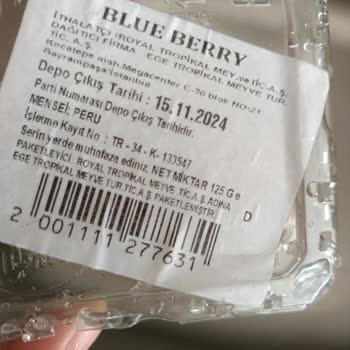 BLUE BERRY
İTHALATÇI :ROYAL TROPİKAL MEY.ve TİC.A.Ş.
DAĞITICI FİRMA : EGE TROPİKAL MEYVE TUR.
TİC. A.Ş.
Kocatepe mah.Megacenter C-30 blok NO:21
Bayrampaşa/İstanbul
Depo Çıkış Tarihi : 15.11.2024
Parti Numarası Depo Çıkış Tarihidir.
MENŞEİ; PERU
İşletme Kayıt No : TR - 34 - K- 133547
Serin yerde muhafaza ediniz. NET MİKTAR 125 G e
PAKETLEYİCİ: ROYAL TROPİKAL MEYVE TİC.A.Ş. ADINA
EGE TROPİKAL MEYVE TUR.TİC.A.Ş. PAKETLEMİŞTİR.
D
2 001111 277631